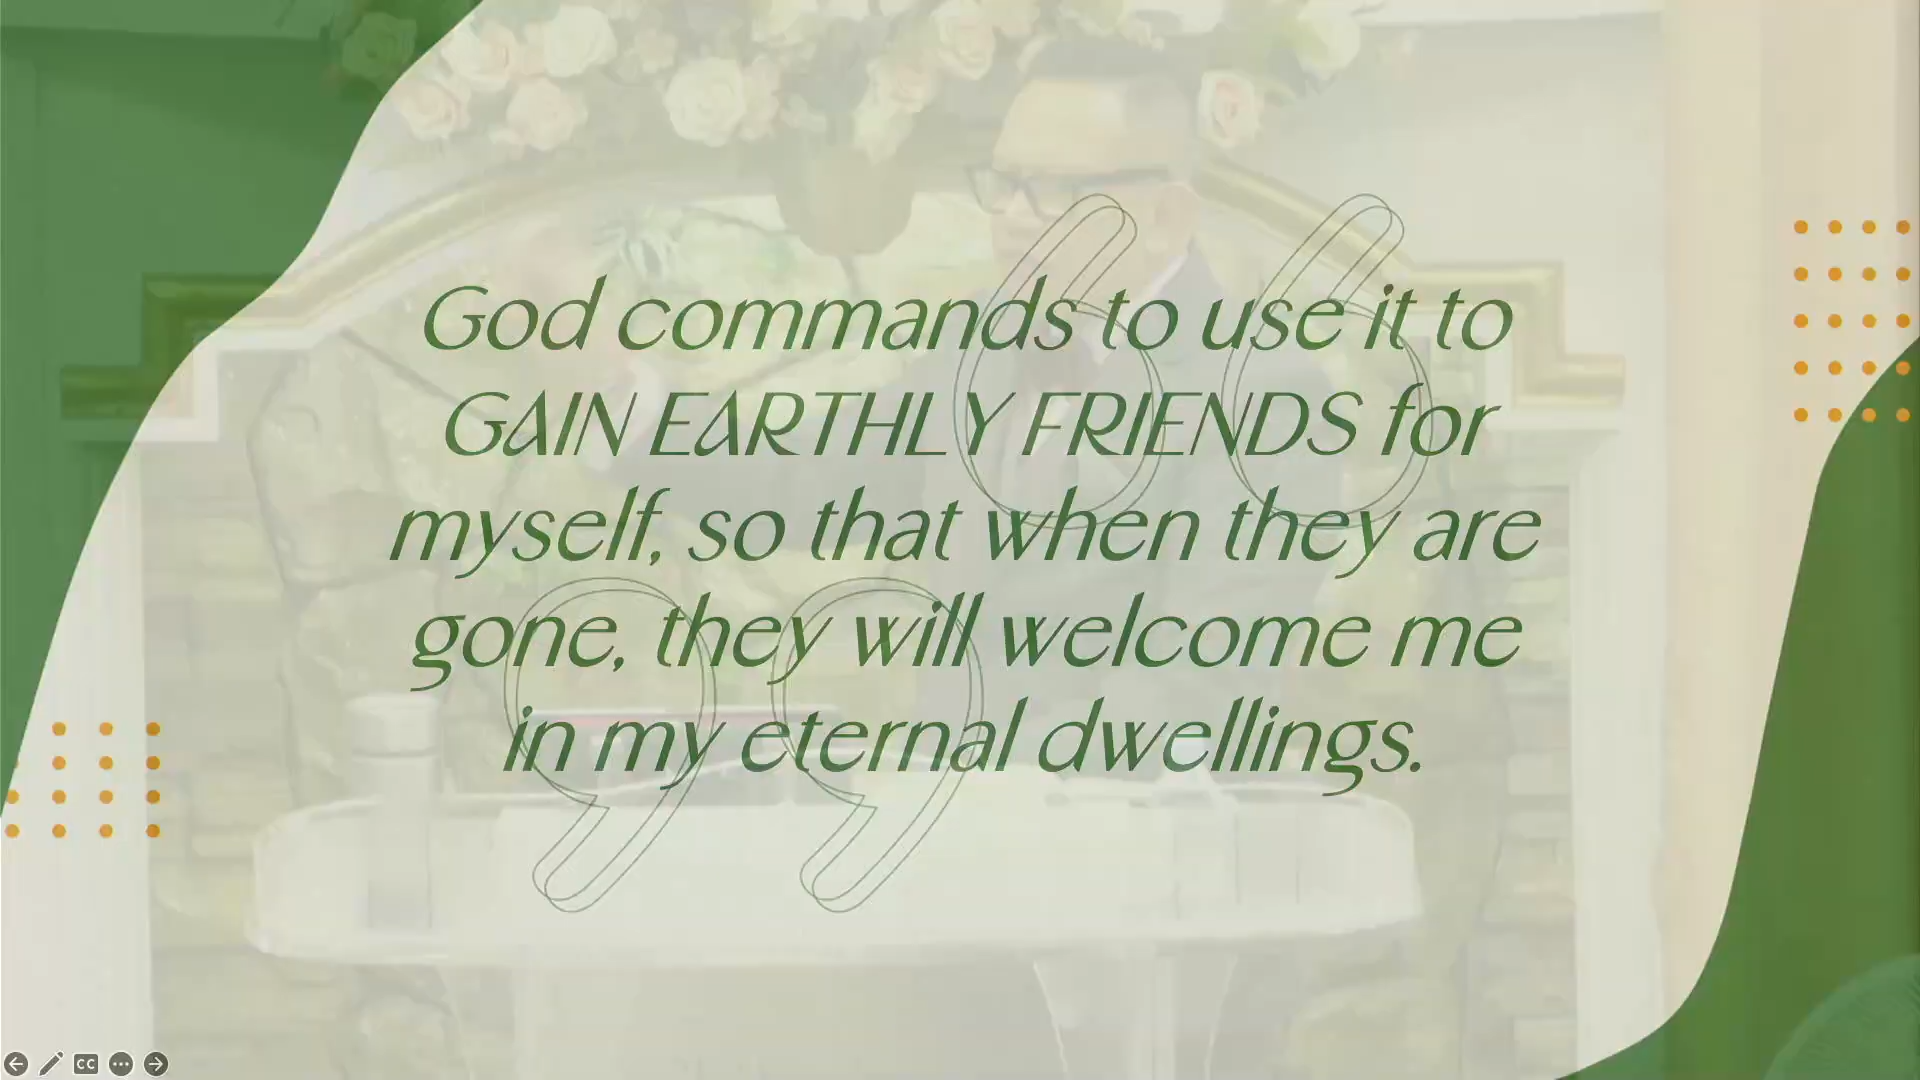 God commands to use it to
GAIN EARTHLY FRIENDS for
myself, so that when they are
gone, they will welcome me
in my eternal dwellings.
CC